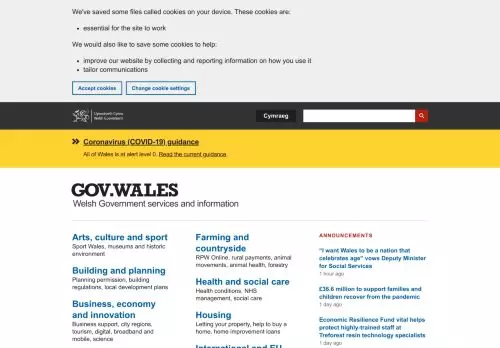 We've saved some files called cookies on your device. These cookies are:
essential for the site to work
We would also like to save some cookies to help:
improve our website by collecting and reporting information on how you use it
tailor communications
Accept cookies
Change cookie settings
Llywodraeth Cymru
Welsh Government
Cymraeg
Coronavirus (COVID-19) guidance
All of Wales is at alert level 0. Read the current guidance.
GOV.WALES
Welsh Government services and information
Arts, culture and sport
Sport Wales, museums and historic
environment
Building and planning
Planning permission, building
regulations, local development plans
Business, economy
and innovation
Business support, city regions,
tourism, digital, broadband and
mobile, science
Farming and
countryside
RPW Online, rural payments, animal
movements, animal health, forestry
Health and social care
Health conditions, NHS
management, social care
Housing
Letting your property, help to buy a
home, home improvement loans
International and EU
ANNOUNCEMENTS
"I want Wales to be a nation that
celebrates age" vows Deputy Minister
for Social Services
1 hour ago
£36.6 million to support families and
children recover from the pandemic
1 day ago
Economic Resilience Fund vital helps
protect highly-trained staff at
Treforest resin technology specialists
1 day ago